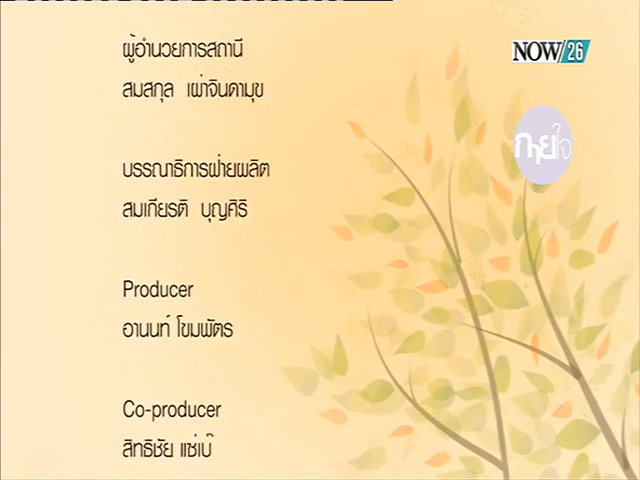 ผู้อำนวยการสถานี
NOW 26
สมสกุล เผ่าจินดามุข
กายใจ
บรรณาธิการฝ่ายผลิต
สมเกียรติ บุญศิริ
Producer
อานนท์ โขมพัตร
Co-producer
สิทธิชัย แซ่เบ๊